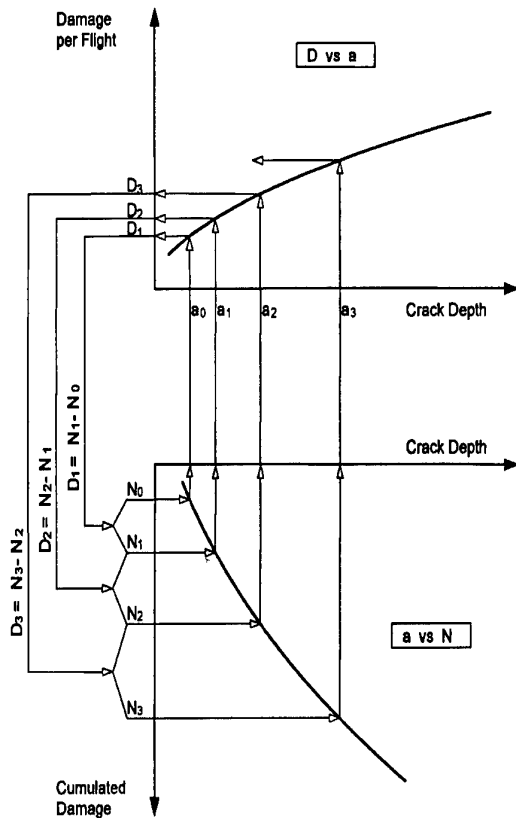 Damage
per Flight
D vs a
D₃
D₂
D₁
a₀
a₁
a₂
a₃
Crack Depth
Crack Depth
D₁ = N₁ - N₀
D₂ = N₂ - N₁
D₃ = N₃ - N₂
N₀
N₁
N₂
N₃
a vs N
Cumulated
Damage